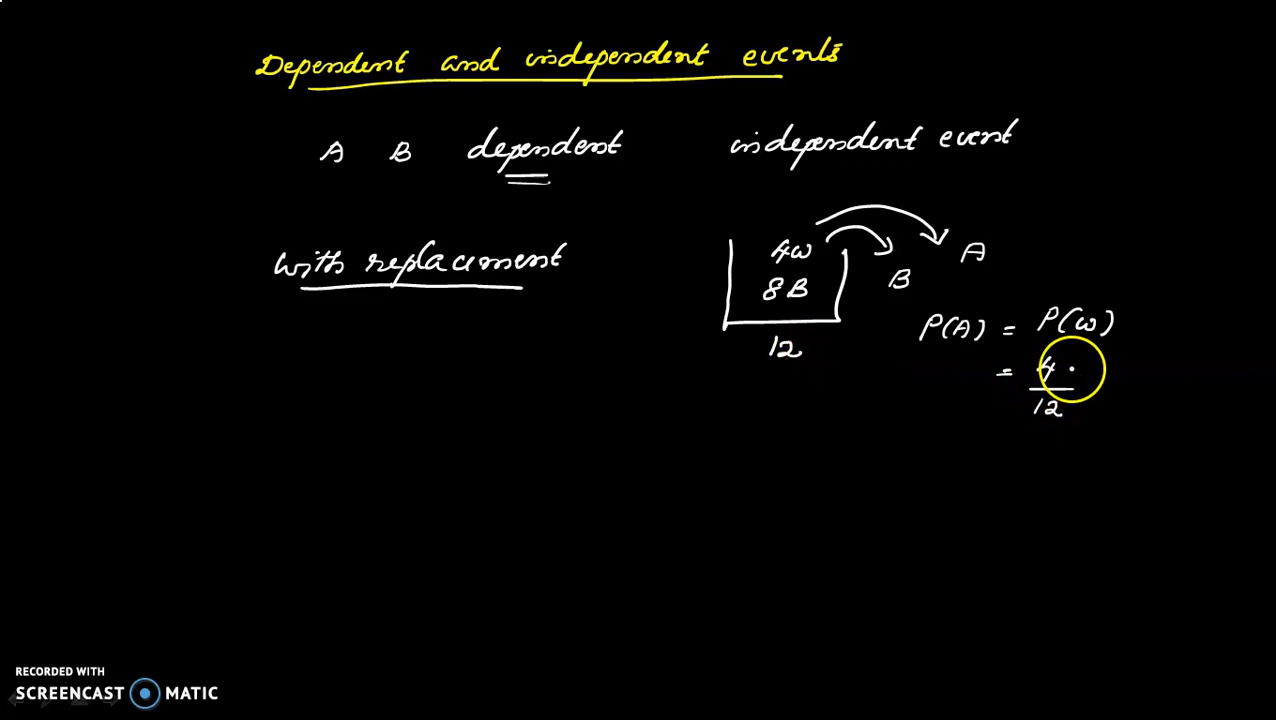 Dependent and independent events
A B dependent independent event
with replacement
4w
8B
12
A
B
P(A) = P(w)
= 4
12
RECORDED WITH
SCREENCAST MATIC